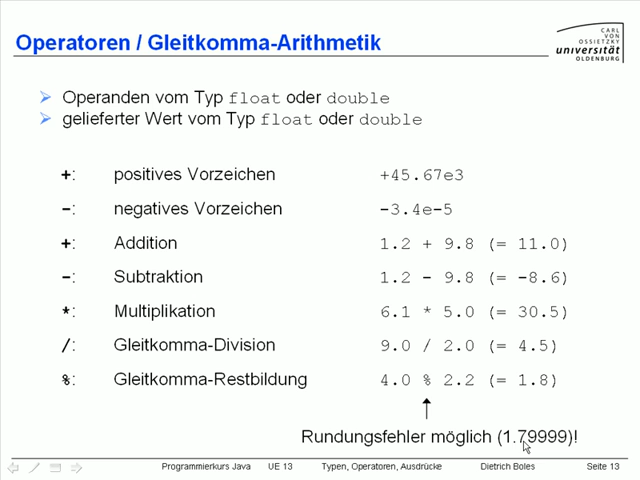 CARL
VON
OSSIETZKY
universität
OLDENBURG
Operatoren / Gleitkomma-Arithmetik
Operanden vom Typ float oder double
gelieferter Wert vom Typ float oder double
+: positives Vorzeichen +45.67e3
-: negatives Vorzeichen -3.4e-5
+: Addition 1.2 + 9.8 (= 11.0)
-: Subtraktion 1.2 - 9.8 (= -8.6)
*: Multiplikation 6.1 * 5.0 (= 30.5)
/: Gleitkomma-Division 9.0 / 2.0 (= 4.5)
%: Gleitkomma-Restbildung 4.0 % 2.2 (= 1.8)
Rundungsfehler möglich (1.79999)!
Programmierkurs Java UE 13 Typen, Operatoren, Ausdrücke Dietrich Boles Seite 13